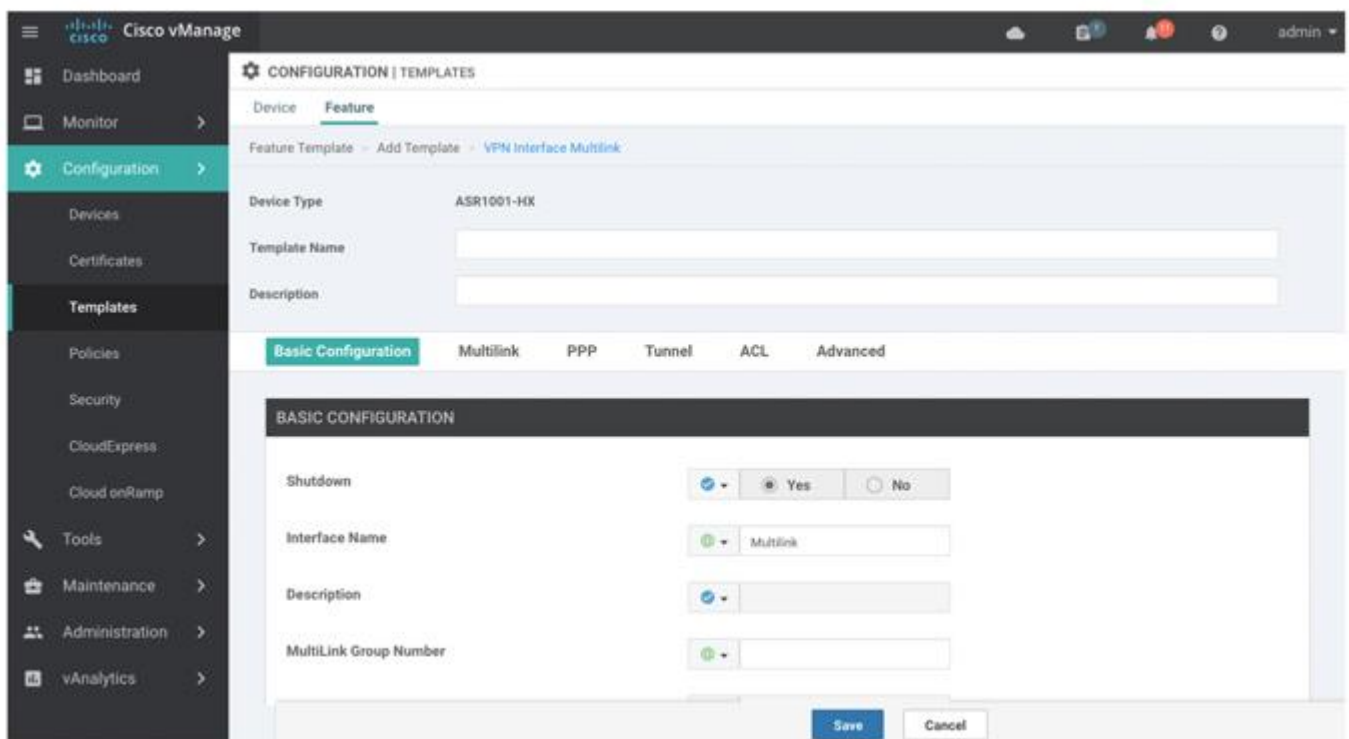 cisco Cisco vManage
admin
Dashboard
Monitor
Configuration
Devices
Certificates
Templates
Policies
Security
CloudExpress
Cloud onRamp
Tools
Maintenance
Administration
vAnalytics
CONFIGURATION | TEMPLATES
Device Feature
Feature Template Add Template VPN Interface Multilink
Device Type ASR1001-HX
Template Name
Description
Basic Configuration Multilink PPP Tunnel ACL Advanced
BASIC CONFIGURATION
Shutdown Yes No
Interface Name Multilink
Description
MultiLink Group Number
Save Cancel